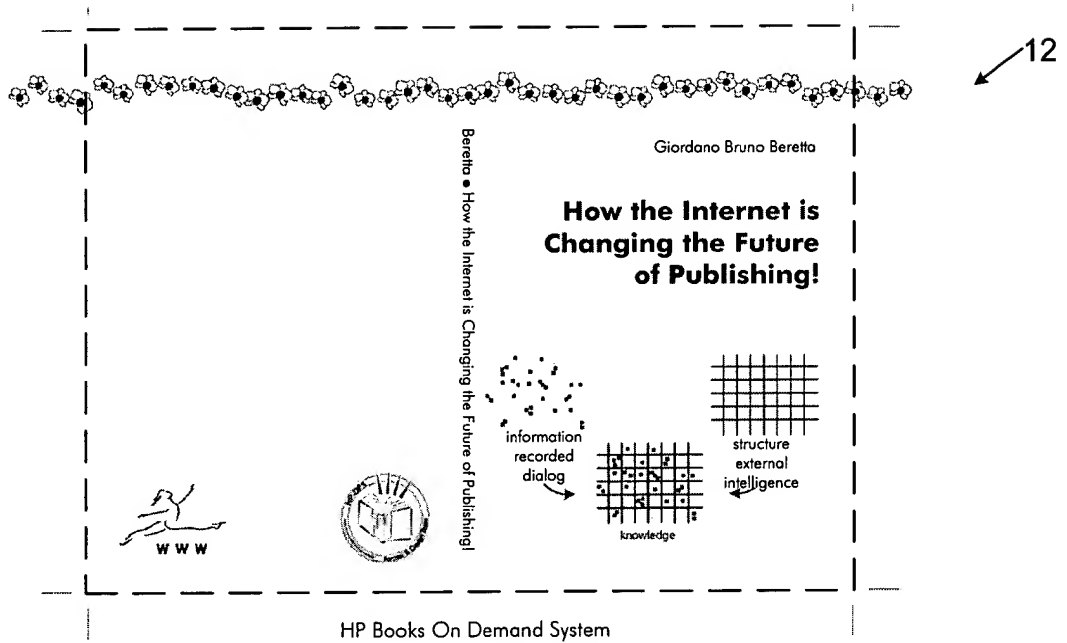 12
Giordano Bruno Beretta
How the Internet is
Changing the Future
of Publishing!
Beretta • How the Internet is Changing the Future of Publishing!
information
recorded
dialog
structure
external
intelligence
knowledge
W W W
HP Books On Demand System